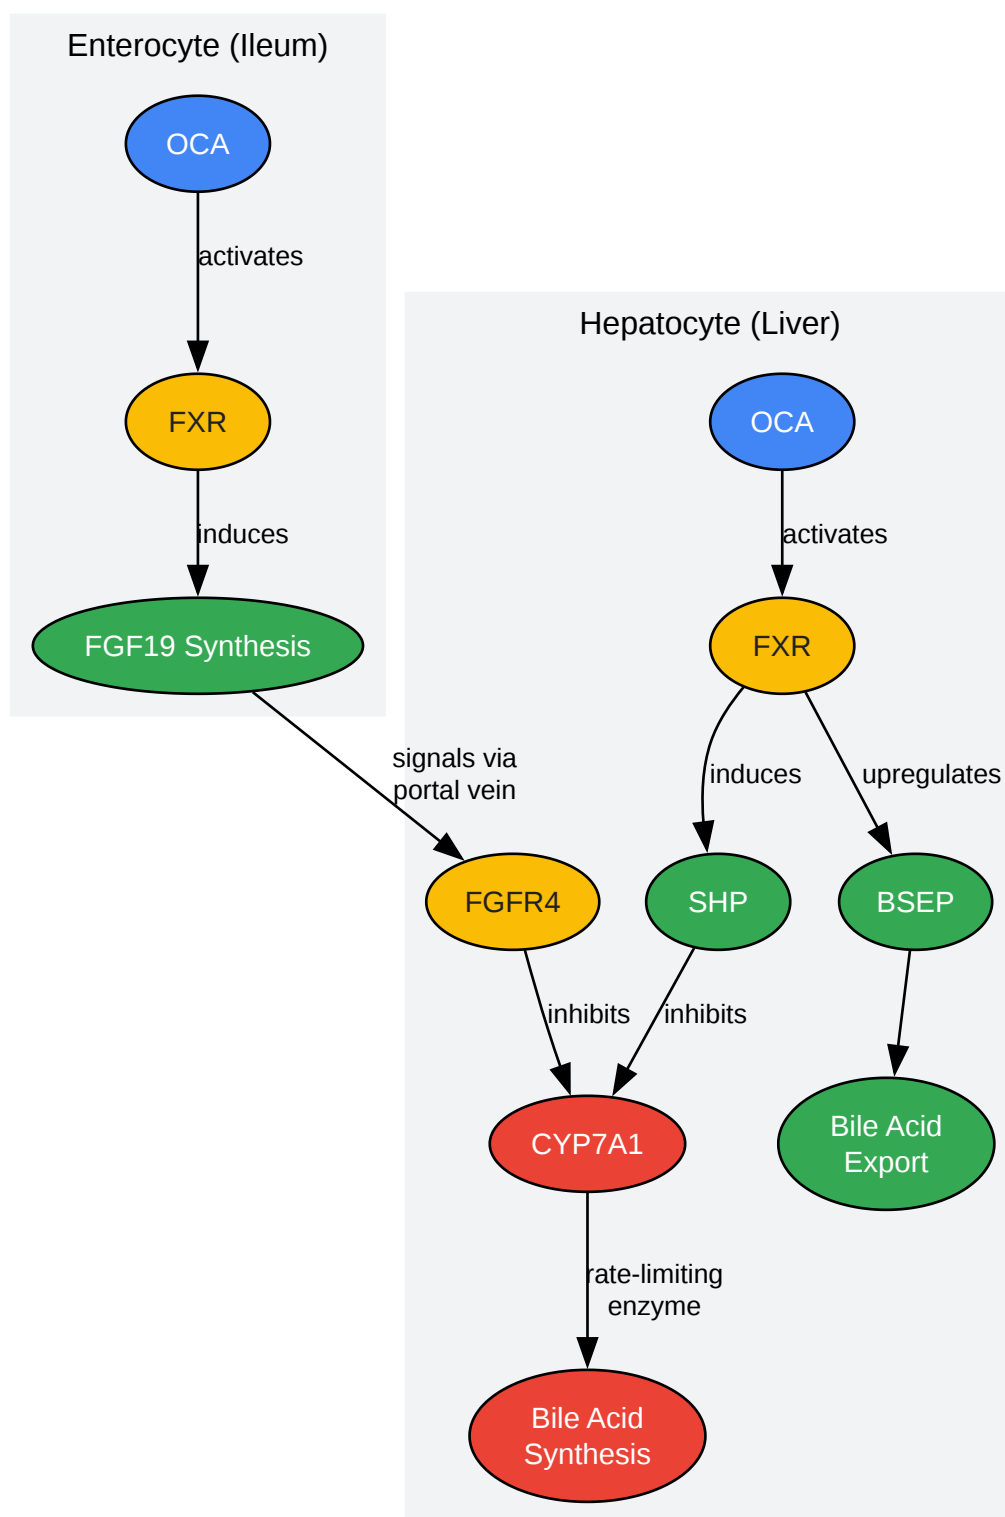 Enterocyte (Ileum)
OCA
activates
FXR
induces
FGF19 Synthesis
signals via
portal vein
Hepatocyte (Liver)
OCA
activates
FXR
induces
upregulates
FGFR4
SHP
BSEP
inhibits
inhibits
CYP7A1
Bile Acid
Export
rate-limiting
enzyme
Bile Acid
Synthesis